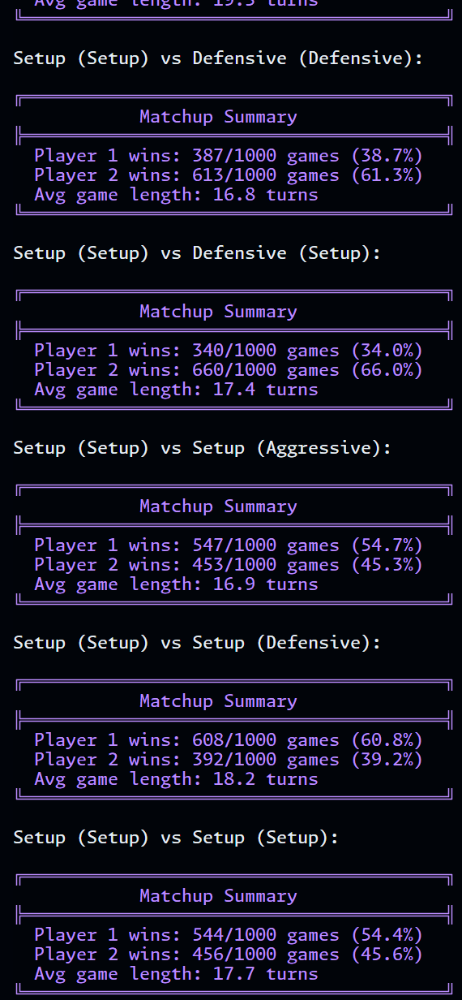 Avg game length: 19.5 turns
Setup (Setup) vs Defensive (Defensive):
Matchup Summary
Player 1 wins: 387/1000 games (38.7%)
Player 2 wins: 613/1000 games (61.3%)
Avg game length: 16.8 turns
Setup (Setup) vs Defensive (Setup):
Matchup Summary
Player 1 wins: 340/1000 games (34.0%)
Player 2 wins: 660/1000 games (66.0%)
Avg game length: 17.4 turns
Setup (Setup) vs Setup (Aggressive):
Matchup Summary
Player 1 wins: 547/1000 games (54.7%)
Player 2 wins: 453/1000 games (45.3%)
Avg game length: 16.9 turns
Setup (Setup) vs Setup (Defensive):
Matchup Summary
Player 1 wins: 608/1000 games (60.8%)
Player 2 wins: 392/1000 games (39.2%)
Avg game length: 18.2 turns
Setup (Setup) vs Setup (Setup):
Matchup Summary
Player 1 wins: 544/1000 games (54.4%)
Player 2 wins: 456/1000 games (45.6%)
Avg game length: 17.7 turns